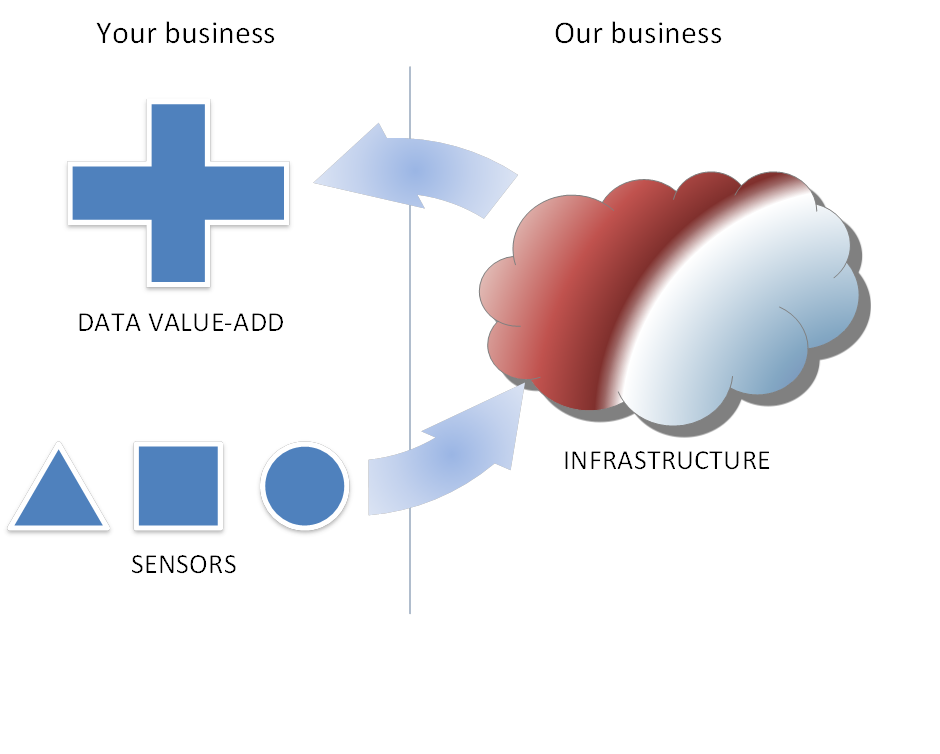 Your business
Our business
DATA VALUE-ADD
INFRASTRUCTURE
SENSORS